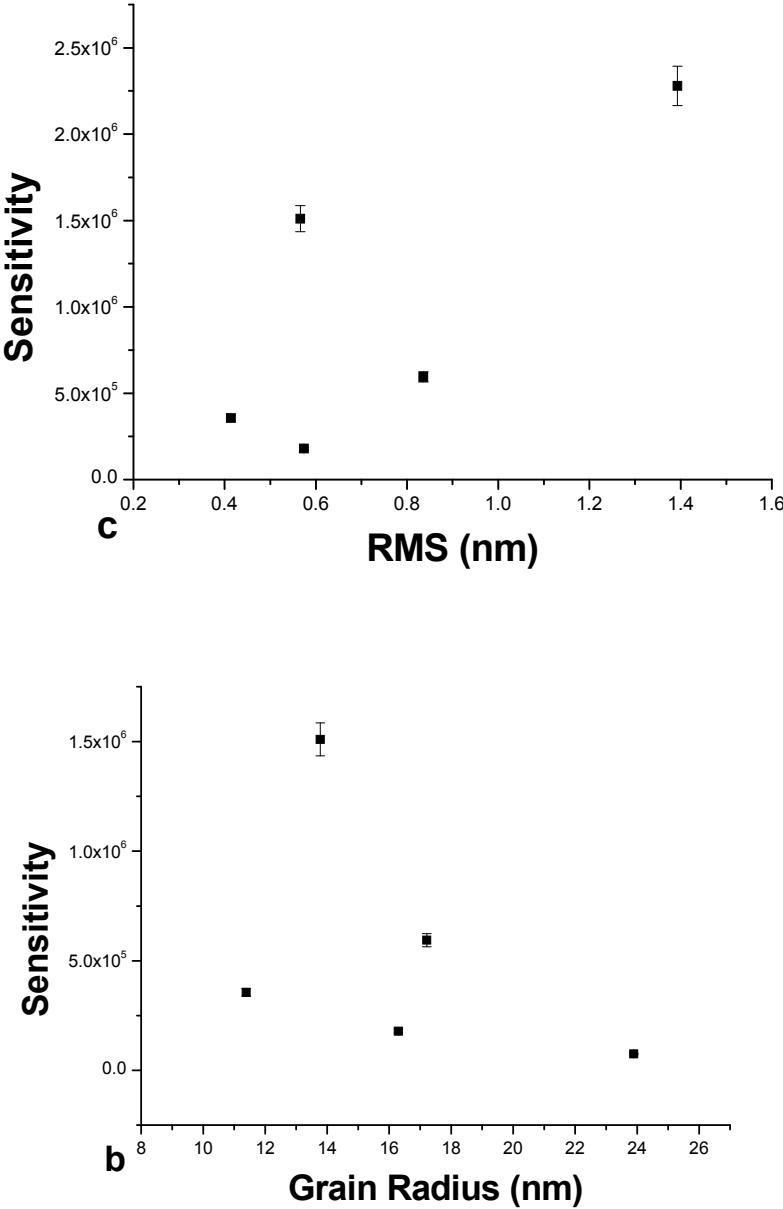 2.5x10⁶
2.0x10⁶
1.5x10⁶
1.0x10⁶
5.0x10⁵
0.0
Sensitivity
0.2 0.4 0.6 0.8 1.0 1.2 1.4 1.6
c
RMS (nm)
1.5x10⁶
1.0x10⁶
5.0x10⁵
0.0
Sensitivity
8 10 12 14 16 18 20 22 24 26
b
Grain Radius (nm)